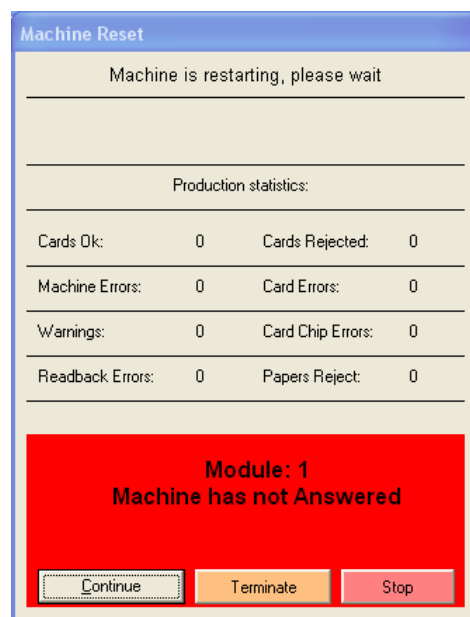 Machine Reset
Machine is restarting, please wait
Production statistics:
Cards Ok: 0 Cards Rejected: 0
Machine Errors: 0 Card Errors: 0
Warnings: 0 Card Chip Errors: 0
Readback Errors: 0 Papers Reject: 0
Module: 1
Machine has not Answered
Continue Terminate Stop